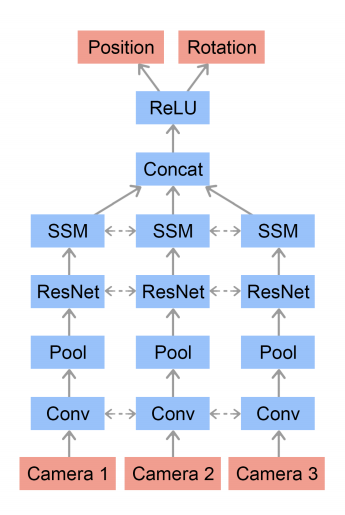 Position Rotation
ReLU
Concat
SSM SSM SSM
ResNet ResNet ResNet
Pool Pool Pool
Conv Conv Conv
Camera 1 Camera 2 Camera 3